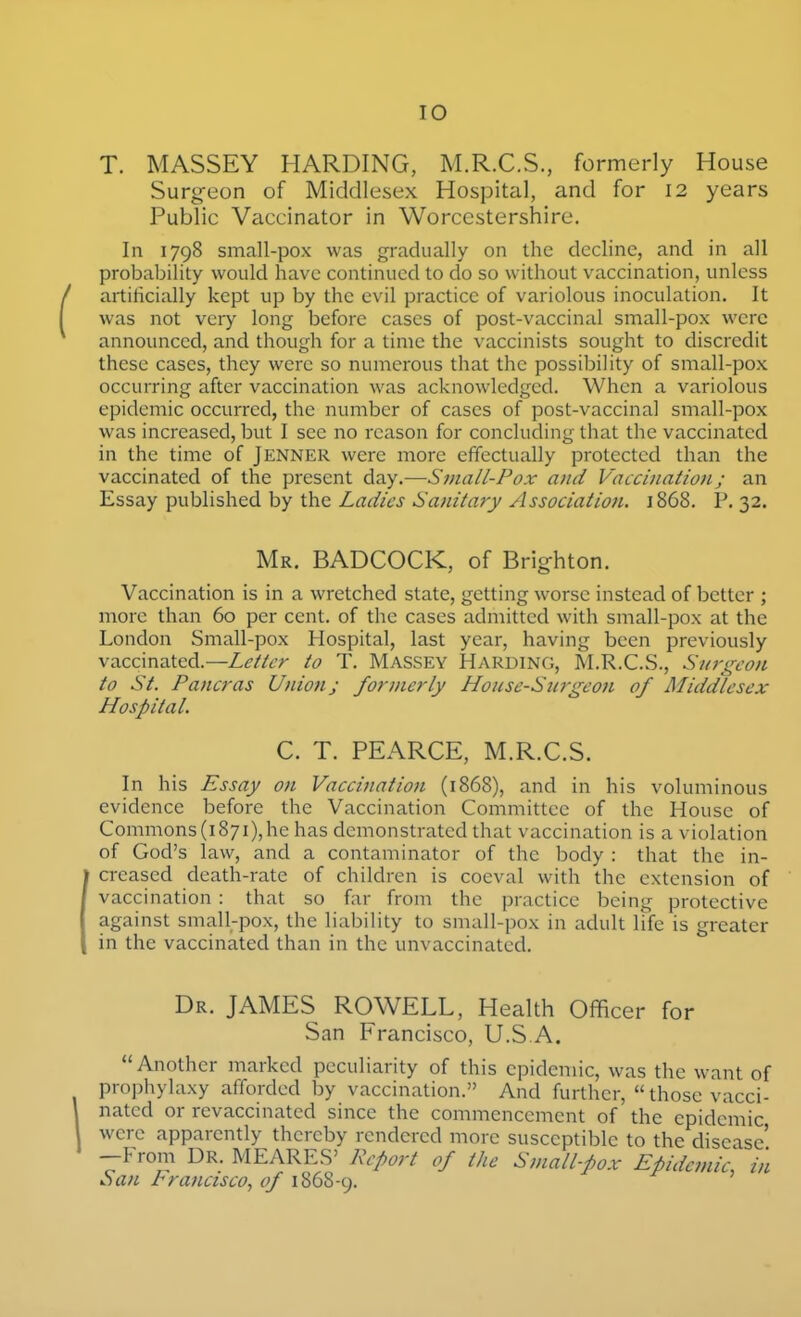 10
T. MASSEY HARDING, M.R.C.S., formerly House
Surgeon of Middlesex Hospital, and for 12 years
Public Vaccinator in Worcestershire.
In 1798 small-pox was gradually on the decline, and in all
probability would have continued to do so without vaccination, unless
artificially kept up by the evil practice of variolous inoculation. It
was not very long before cases of post-vaccinal small-pox were
announced, and though for a time the vaccinists sought to discredit
these cases, they were so numerous that the possibility of small-pox
occurring after vaccination was acknowledged. When a variolous
epidemic occurred, the number of cases of post-vaccinal small-pox
was increased, but I see no reason for concluding that the vaccinated
in the time of JENNER were more effectually protected than the
vaccinated of the present day.—Small-Pox and Vaccination; an
Essay published by the Ladies Sanitary Association. 1868. P. 32.
MR. BADCOCK, of Brighton.
Vaccination is in a wretched state, getting worse instead of better ;
more than 60 per cent. of the cases admitted with small-pox at the
London Small-pox Hospital, last year, having been previously
vaccinated.—Letter to T. MASSEY HARDING, M.R.C.S., Surgeon
to St. Pancras Union; formerly House-Surgeon of Middlesex
Hospital.
C. T. PEARCE, M.R.C.S.
In his Essay on Vaccination (1868), and in his voluminous
evidence before the Vaccination Committee of the House of
Commons (1871), he has demonstrated that vaccination is a violation
of God's law, and a contaminator of the body : that the in-
creased death-rate of children is coeval with the extension of
vaccination : that so far from the practice being protective
against small-pox, the liability to small-pox in adult life is greater
in the vaccinated than in the unvaccinated.
DR. JAMES ROWELL, Health Officer for
San Francisco, U.S.A.
“Another marked peculiarity of this epidemic, was the want of
prophylaxy afforded by vaccination.” And further, “those vacci-
nated or revaccinated since the commencement of the epidemic,
were apparently thereby rendered more susceptible to the disease.'
—From DR. MEARES' Report of the Small-pox Epidemic, in
San Francisco, of 1868-9.